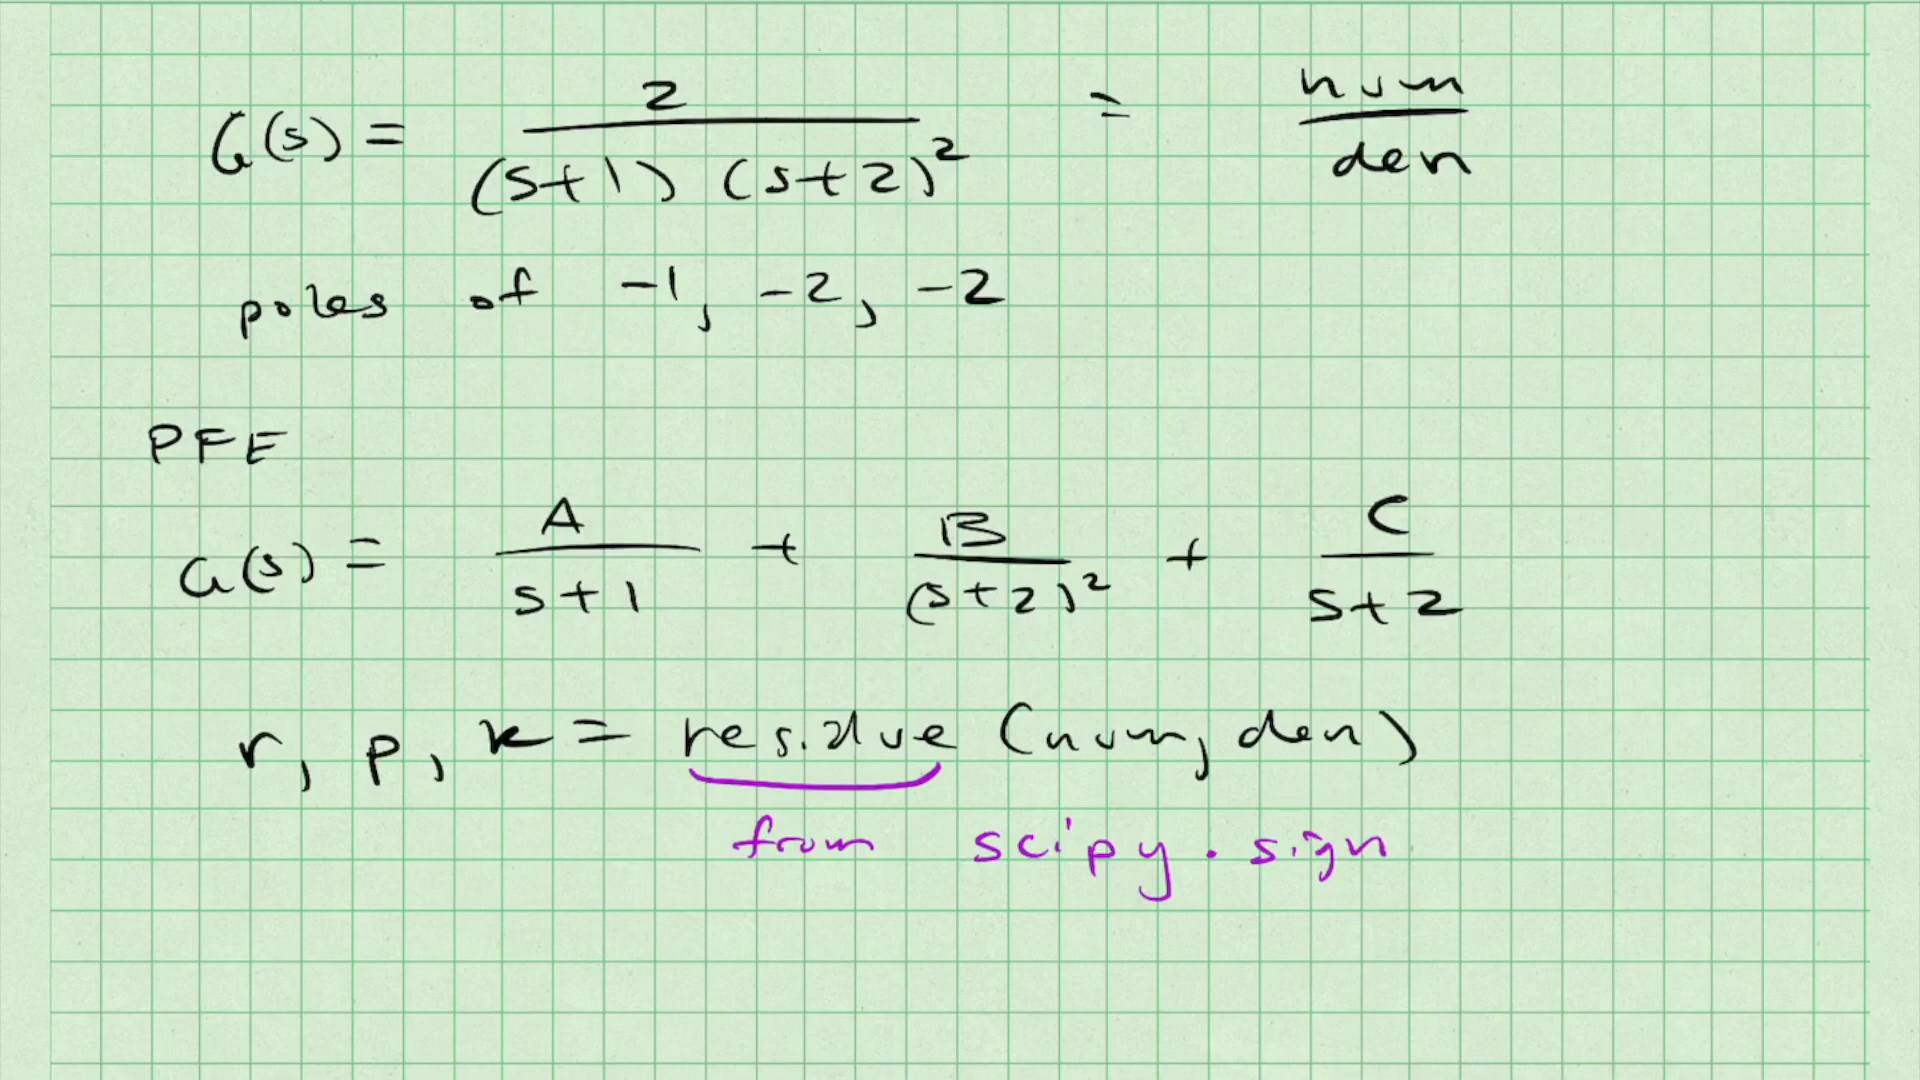 G(s) = 2 / (s+1) (s+2)² = num / den
poles of -1, -2, -2
PFE
G(s) = A / s+1 + B / (s+2)² + C / s+2
r, p, k = residue (num, den)
from scipy.sign